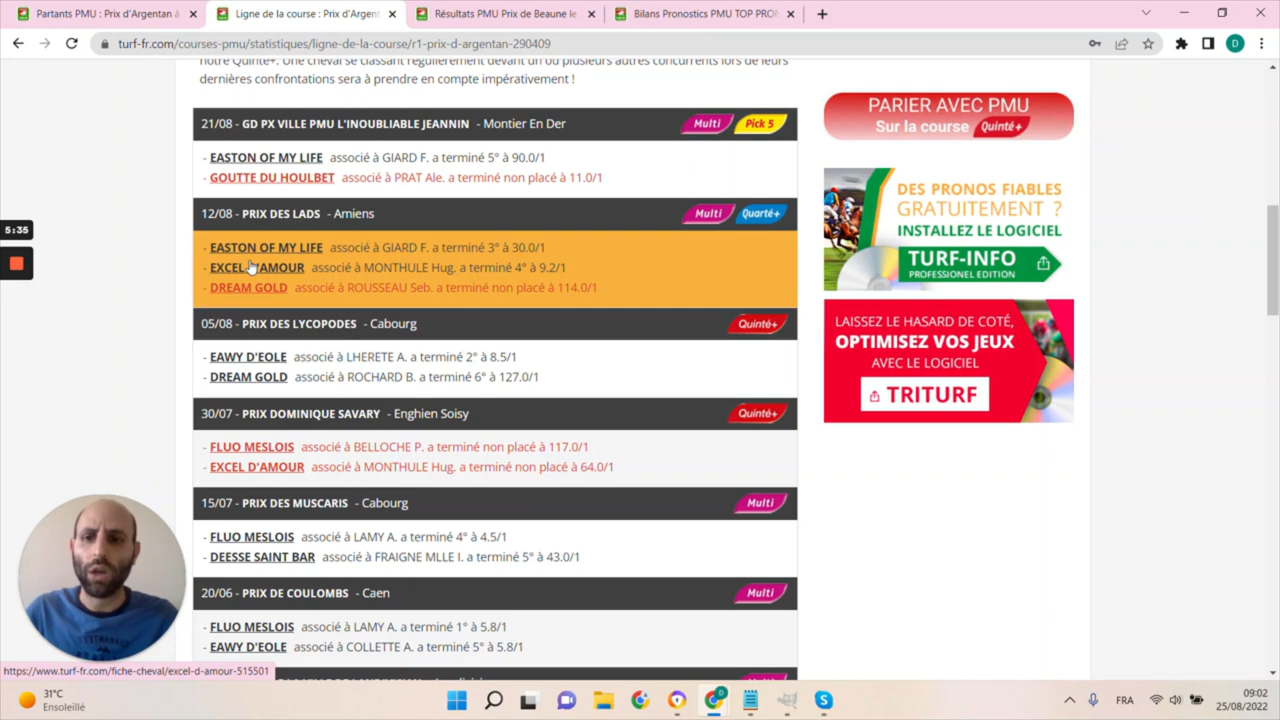 Partants PMU : Prix d'Argentan à
Ligne de la course : Prix d'Argent
Résultats PMU Prix de Beaune le
Bilans Pronostics PMU TOP PRON
turf-fr.com/courses-pmu/statistiques/ligne-de-la-course/r1-prix-d-argentan-290409
D
notre Quinté+. Une cheval se classant régulièrement devant un ou plusieurs autres concurrents lors de leurs
dernières confrontations sera à prendre en compte impérativement !
21/08 - GD PX VILLE PMU L'INOUBLIABLE JEANNIN - Montier En Der
Multi Pick 5
- EASTON OF MY LIFE associé à GIARD F. a terminé 5° à 90.0/1
- GOUTTE DU HOULBET associé à PRAT Ale. a terminé non placé à 11.0/1
12/08 - PRIX DES LADS - Amiens
Multi Quarté+
- EASTON OF MY LIFE associé à GIARD F. a terminé 3° à 30.0/1
- EXCEL D'AMOUR associé à MONTHULE Hug. a terminé 4° à 9.2/1
- DREAM GOLD associé à ROUSSEAU Seb. a terminé non placé à 114.0/1
05/08 - PRIX DES LYCOPODES - Cabourg
Quinté+
- EAWY D'EOLE associé à LHERETE A. a terminé 2° à 8.5/1
- DREAM GOLD associé à ROCHARD B. a terminé 6° à 127.0/1
30/07 - PRIX DOMINIQUE SAVARY - Enghien Soisy
Quinté+
- FLUO MESLOIS associé à BELLOCHE P. a terminé non placé à 117.0/1
- EXCEL D'AMOUR associé à MONTHULE Hug. a terminé non placé à 64.0/1
15/07 - PRIX DES MUSCARIS - Cabourg
Multi
- FLUO MESLOIS associé à LAMY A. a terminé 4° à 4.5/1
- DEESSE SAINT BAR associé à FRAIGNE MLLE I. a terminé 5° à 43.0/1
20/06 - PRIX DE COULOMBS - Caen
Multi
- FLUO MESLOIS associé à LAMY A. a terminé 1° à 5.8/1
- EAWY D'EOLE associé à COLLETTE A. a terminé 5° à 5.8/1
PARIER AVEC PMU
Sur la course Quinté+
DES PRONOS FIABLES
GRATUITEMENT ?
INSTALLEZ LE LOGICIEL
TURF-INFO
PROFESIONEL EDITION
LAISSEZ LE HASARD DE COTÉ,
OPTIMISEZ VOS JEUX
AVEC LE LOGICIEL
TRITURF
5:35
https://www.turf-fr.com/fiche-cheval/excel-d-amour-515501
31°C
Ensoleillé
FRA
09:02
25/08/2022